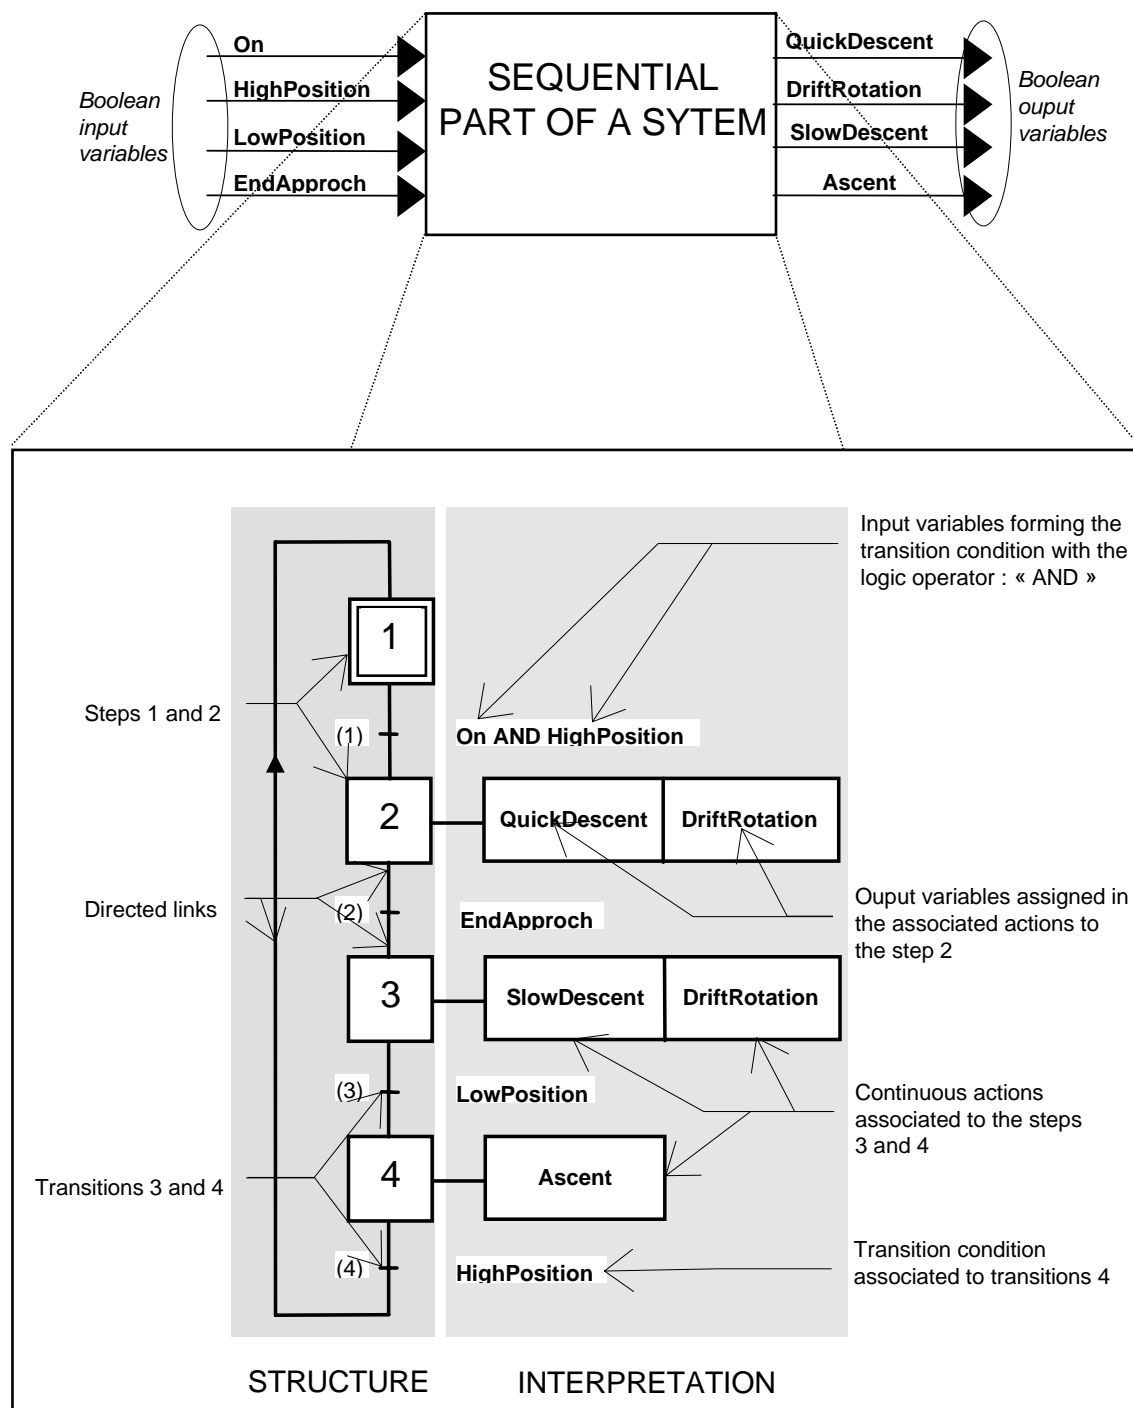 On
HighPosition
LowPosition
EndApproch
Boolean
input
variables
SEQUENTIAL
PART OF A SYTEM
QuickDescent
DriftRotation
SlowDescent
Ascent
Boolean
ouput
variables
Input variables forming the
transition condition with the
logic operator : « AND »
1
Steps 1 and 2
(1)
On AND HighPosition
2
QuickDescent
DriftRotation
Directed links
(2)
EndApproch
Ouput variables assigned in
the associated actions to
the step 2
3
SlowDescent
DriftRotation
(3)
LowPosition
Continuous actions
associated to the steps
3 and 4
Transitions 3 and 4
4
Ascent
(4)
HighPosition
Transition condition
associated to transitions 4
STRUCTURE
INTERPRETATION